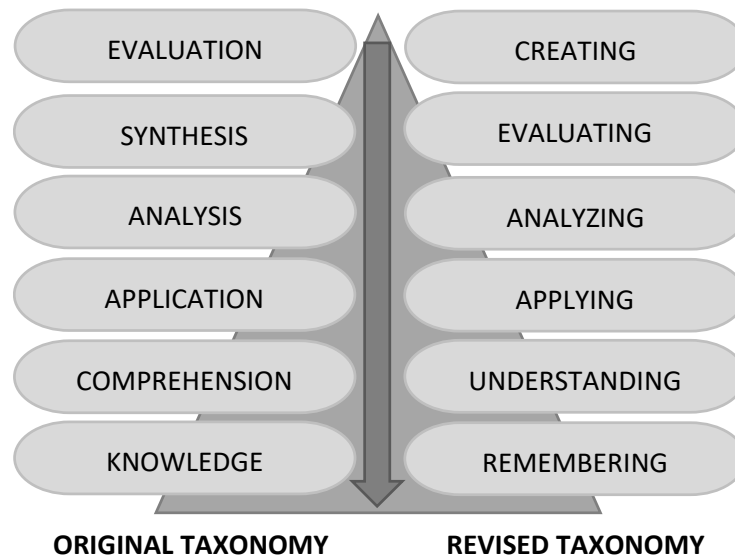 EVALUATION
CREATING
SYNTHESIS
EVALUATING
ANALYSIS
ANALYZING
APPLICATION
APPLYING
COMPREHENSION
UNDERSTANDING
KNOWLEDGE
REMEMBERING
ORIGINAL TAXONOMY
REVISED TAXONOMY